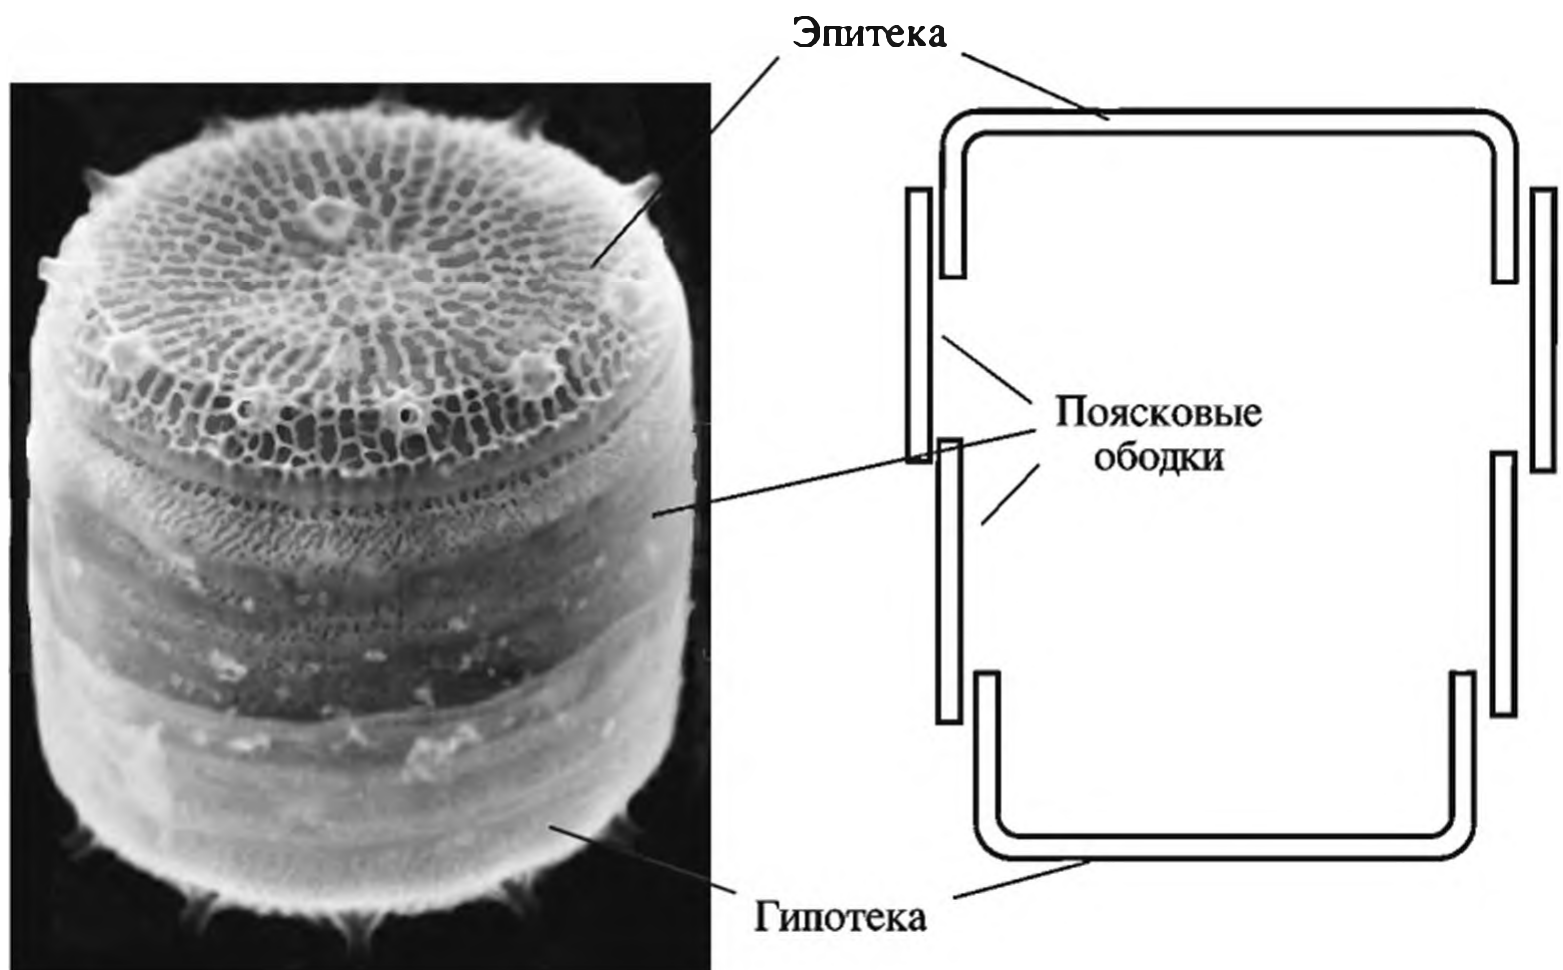 Эпитека
Поясковые
ободки
Гипотека